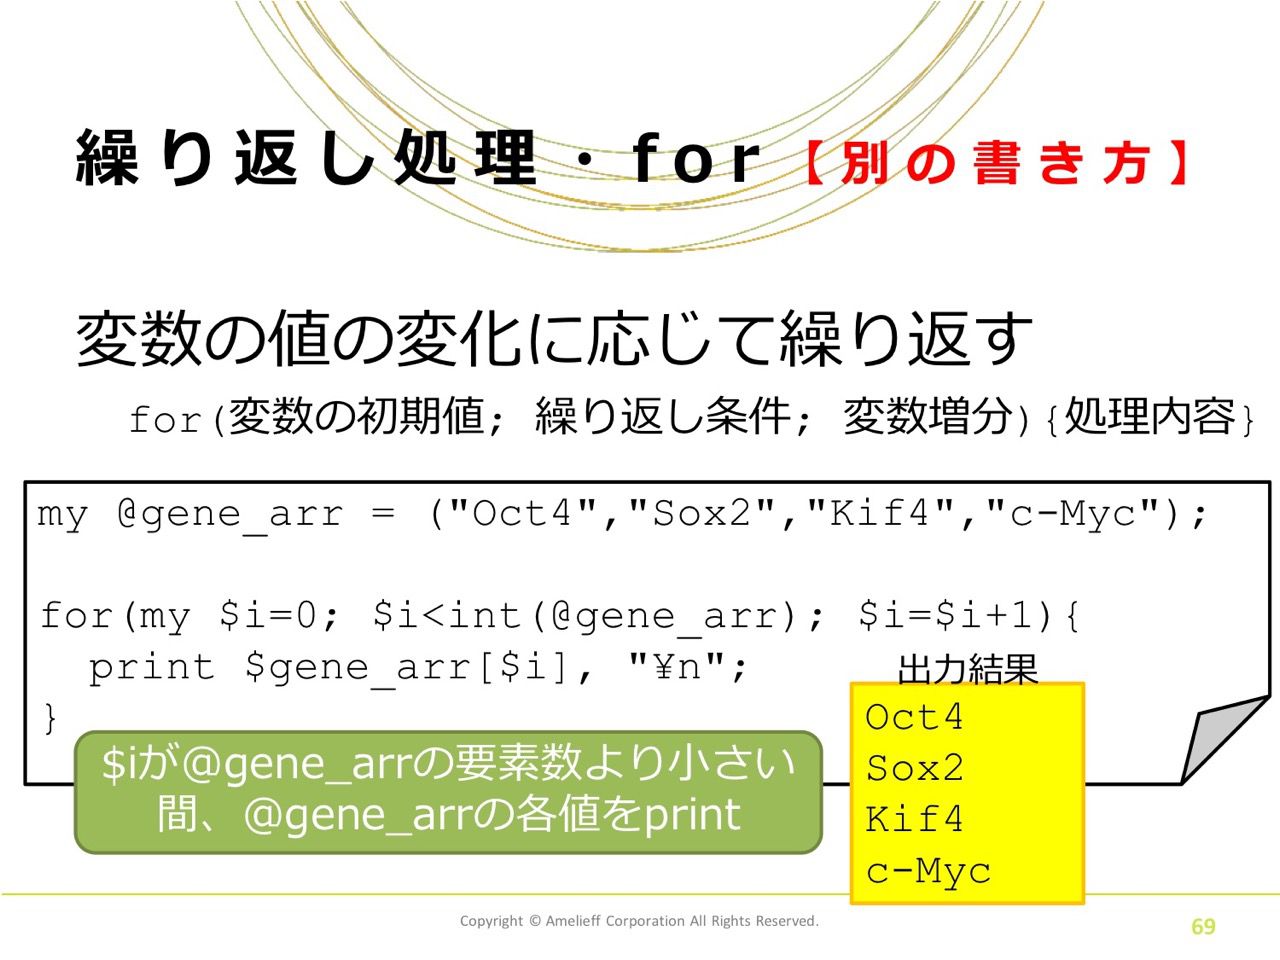 繰り返し処理・for【別の書き方】
変数の値の変化に応じて繰り返す
for(変数の初期値; 繰り返し条件; 変数増分){処理内容}
my @gene_arr = ("Oct4","Sox2","Kif4","c-Myc");
for(my $i=0; $i<int(@gene_arr); $i=$i+1){
print $gene_arr[$i], "¥n";
}
$iが@gene_arrの要素数より小さい
間、@gene_arrの各値をprint
出力結果
Oct4
Sox2
Kif4
c-Myc
Copyright © Amelieff Corporation All Rights Reserved.
69